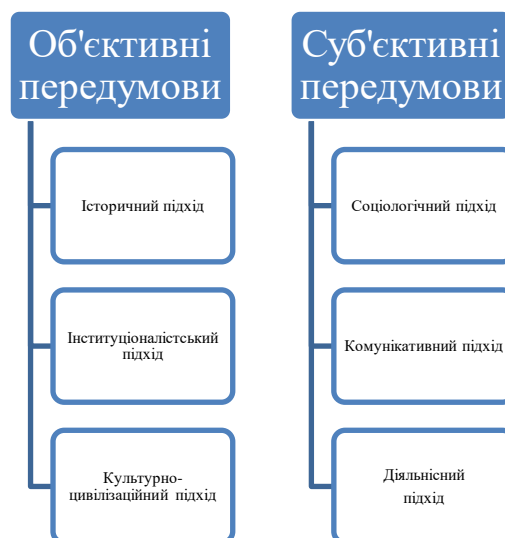 Об'єктивні
передумови
Історичний підхід
Інституціоналістський
підхід
Культурно-
цивілізаційний підхід
Суб'єктивні
передумови
Соціологічний підхід
Комунікативний підхід
Діяльнісний
підхід